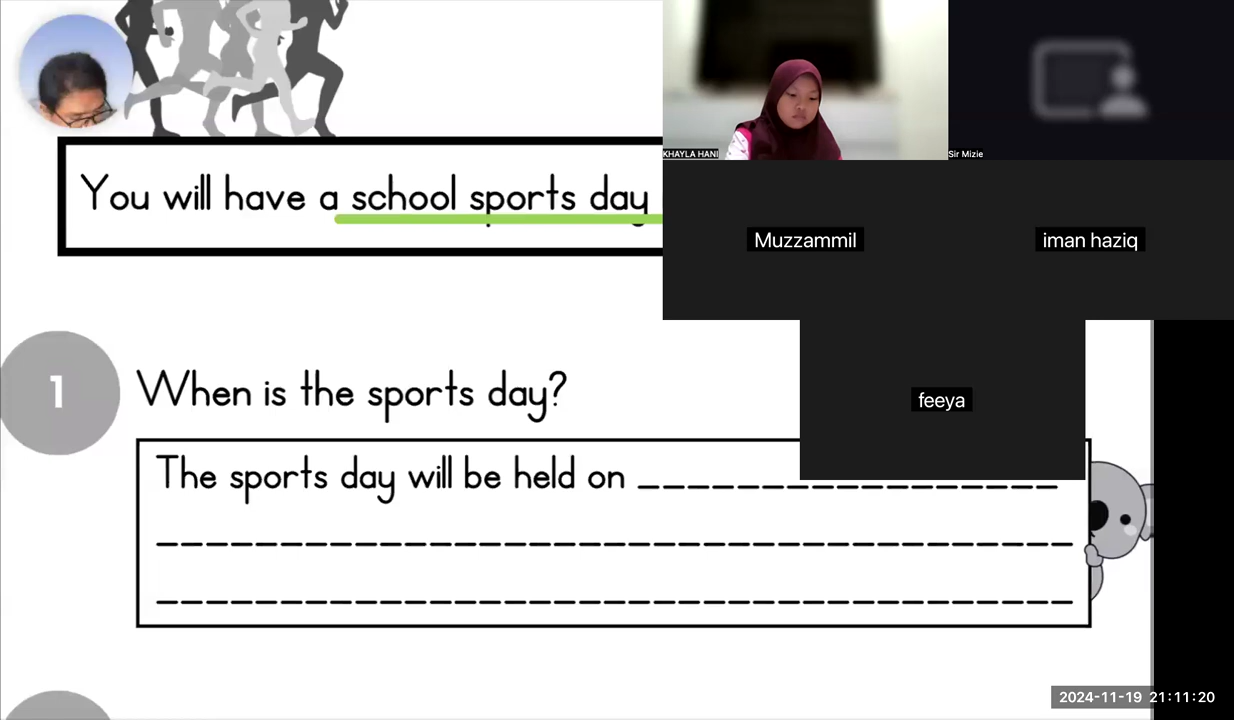 You will have a school sports day
KHAYLA HANI
Sir Mizie
Muzzammil
iman haziq
1
When is the sports day?
feeya
The sports day will be held on
2024-11-19 21:11:20